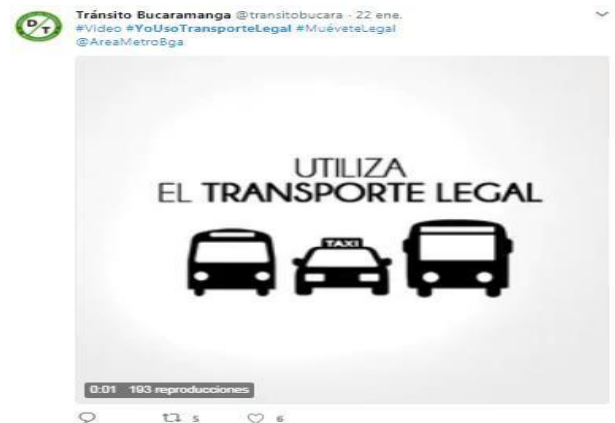 Tránsito Bucaramanga @transitobucara · 22 ene.
#Video #YoUsoTransporteLegal #MuéveteLegal
@AreaMetroBga
DT
UTILIZA
EL TRANSPORTE LEGAL
TAXI
0:01 193 reproducciones
5 6